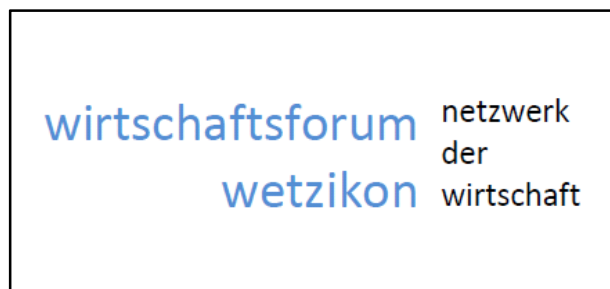 wirtschaftsforum
wetzikon
netzwerk
der
wirtschaft